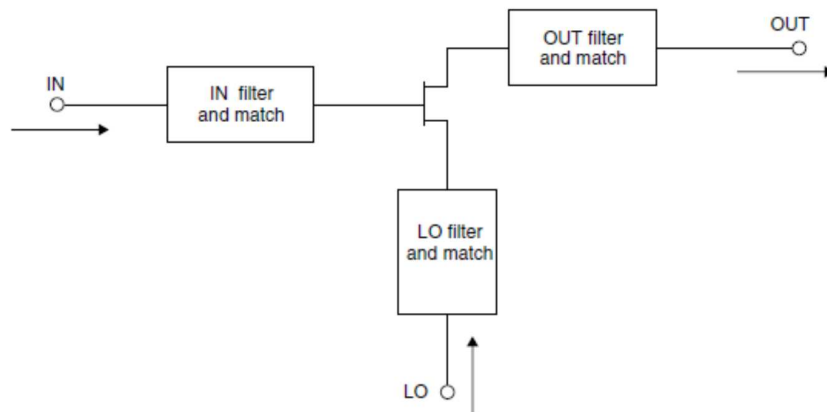 OUT
OUT filter
and match
IN
IN filter
and match
LO filter
and match
LO